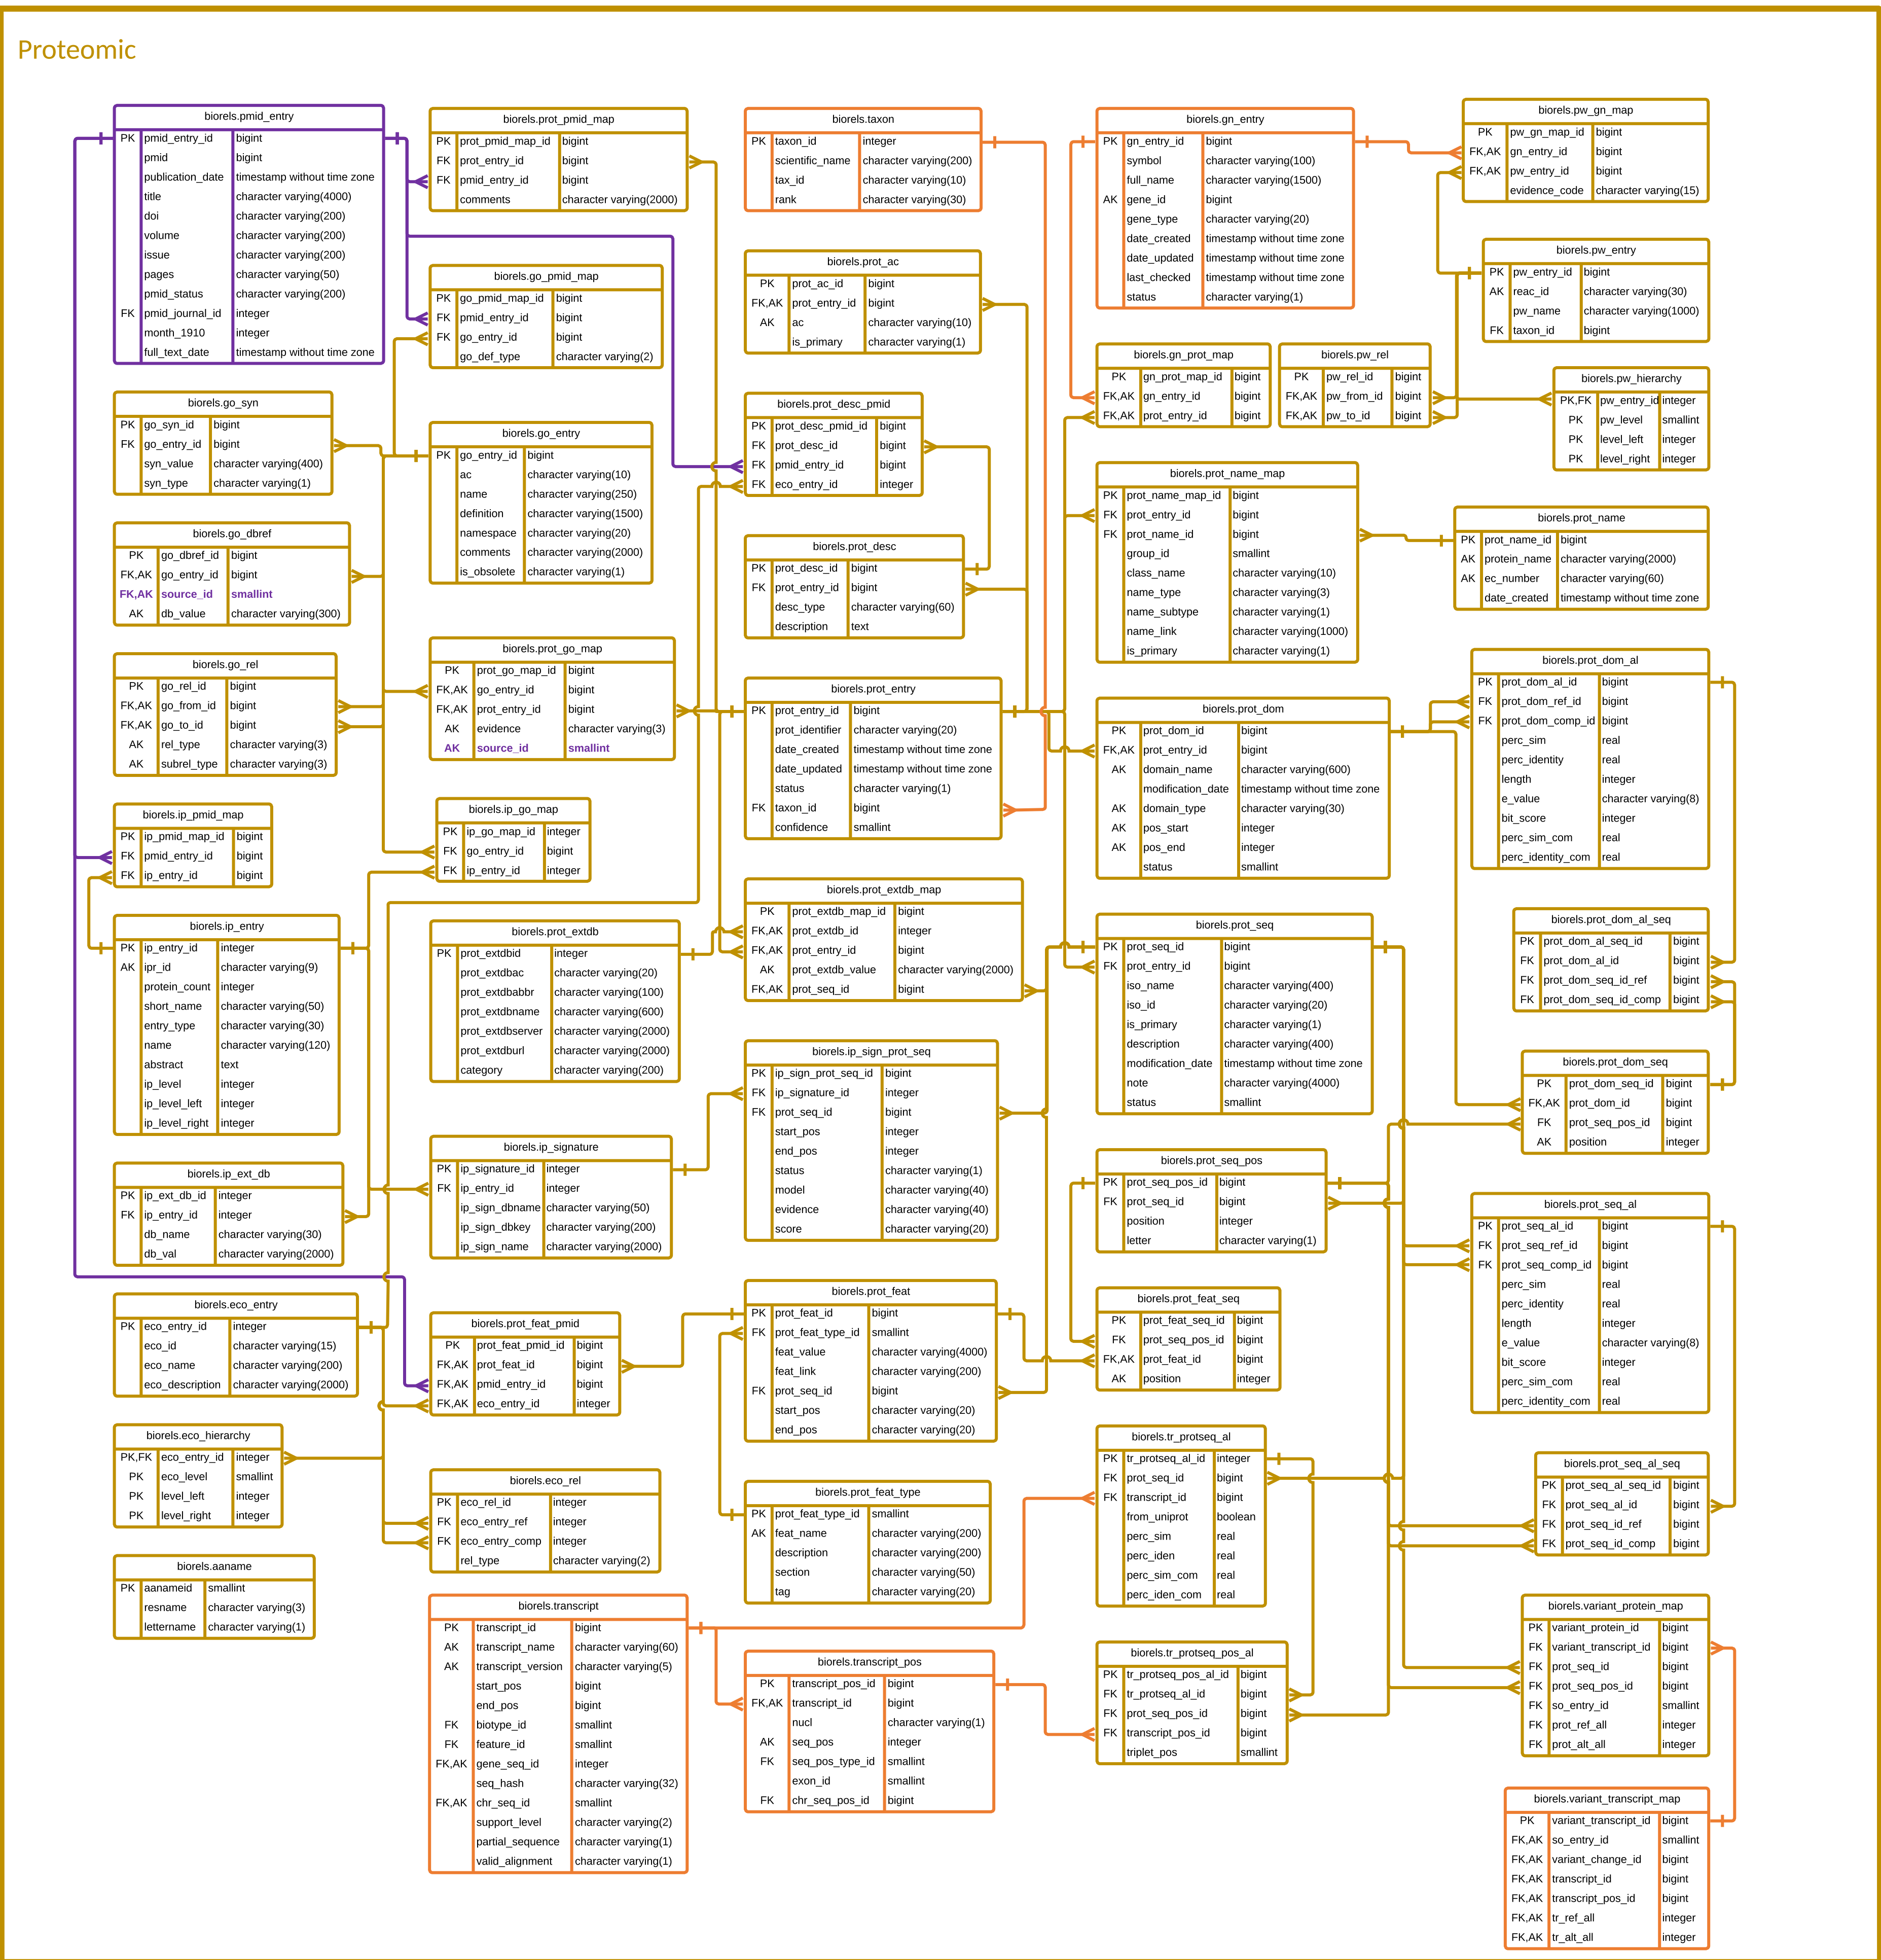 Proteomic
biorels.pmid_entry
PK pmid_entry_id bigint
pmid bigint
publication_date timestamp without time zone
title character varying(4000)
doi character varying(200)
volume character varying(200)
issue character varying(200)
pages character varying(50)
pmid_status character varying(200)
FK pmid_journal_id integer
month_1910 integer
full_text_date timestamp without time zone
biorels.go_syn
PK go_syn_id bigint
FK go_entry_id bigint
syn_value character varying(400)
syn_type character varying(1)
biorels.go_dbref
PK go_dbref_id bigint
FK,AK go_entry_id bigint
FK,AK source_id smallint
AK db_value character varying(300)
biorels.go_rel
PK go_rel_id bigint
FK,AK go_from_id bigint
FK,AK go_to_id bigint
AK rel_type character varying(3)
AK subrel_type character varying(3)
biorels.ip_pmid_map
PK ip_pmid_map_id bigint
FK pmid_entry_id bigint
FK ip_entry_id bigint
biorels.ip_entry
PK ip_entry_id integer
AK ipr_id character varying(9)
protein_count integer
short_name character varying(50)
entry_type character varying(30)
name character varying(120)
abstract text
ip_level integer
ip_level_left integer
ip_level_right integer
biorels.ip_ext_db
PK ip_ext_db_id integer
FK ip_entry_id integer
db_name character varying(30)
db_val character varying(2000)
biorels.eco_entry
PK eco_entry_id integer
eco_id character varying(15)
eco_name character varying(200)
eco_description character varying(2000)
biorels.eco_hierarchy
PK,FK eco_entry_id integer
PK eco_level smallint
PK level_left integer
PK level_right integer
biorels.aaname
PK aanameid smallint
resname character varying(3)
lettername character varying(1)
biorels.prot_pmid_map
PK prot_pmid_map_id bigint
FK prot_entry_id bigint
FK pmid_entry_id bigint
comments character varying(2000)
biorels.go_pmid_map
PK go_pmid_map_id bigint
FK pmid_entry_id bigint
FK go_entry_id bigint
go_def_type character varying(2)
biorels.go_entry
PK go_entry_id bigint
ac character varying(10)
name character varying(250)
definition character varying(1500)
namespace character varying(20)
comments character varying(2000)
is_obsolete character varying(1)
biorels.prot_go_map
PK prot_go_map_id bigint
FK,AK go_entry_id bigint
FK,AK prot_entry_id bigint
AK evidence character varying(3)
AK source_id smallint
biorels.ip_go_map
PK ip_go_map_id integer
FK go_entry_id bigint
FK ip_entry_id integer
biorels.prot_extdb
PK prot_extdbid integer
prot_extdbac character varying(20)
prot_extdbabbr character varying(100)
prot_extdbname character varying(600)
prot_extdbserver character varying(2000)
prot_extdburl character varying(2000)
category character varying(200)
biorels.ip_signature
PK ip_signature_id integer
FK ip_entry_id integer
ip_sign_dbname character varying(50)
ip_sign_dbkey character varying(200)
ip_sign_name character varying(2000)
biorels.prot_feat_pmid
PK prot_feat_pmid_id bigint
FK,AK prot_feat_id bigint
FK,AK pmid_entry_id bigint
FK,AK eco_entry_id integer
biorels.eco_rel
PK eco_rel_id integer
FK eco_entry_ref integer
FK eco_entry_comp integer
rel_type character varying(2)
biorels.transcript
PK transcript_id bigint
AK transcript_name character varying(60)
AK transcript_version character varying(5)
start_pos bigint
end_pos bigint
FK biotype_id smallint
FK feature_id smallint
FK,AK gene_seq_id integer
seq_hash character varying(32)
FK,AK chr_seq_id smallint
support_level character varying(2)
partial_sequence character varying(1)
valid_alignment character varying(1)
biorels.taxon
PK taxon_id integer
scientific_name character varying(200)
tax_id character varying(10)
rank character varying(30)
biorels.prot_ac
PK prot_ac_id bigint
FK,AK prot_entry_id bigint
AK ac character varying(10)
is_primary character varying(1)
biorels.prot_desc_pmid
PK prot_desc_pmid_id bigint
FK prot_desc_id bigint
FK pmid_entry_id bigint
FK eco_entry_id integer
biorels.prot_desc
PK prot_desc_id bigint
FK prot_entry_id bigint
desc_type character varying(60)
description text
biorels.prot_entry
PK prot_entry_id bigint
prot_identifier character varying(20)
date_created timestamp without time zone
date_updated timestamp without time zone
status character varying(1)
FK taxon_id bigint
confidence smallint
biorels.prot_extdb_map
PK prot_extdb_map_id bigint
FK,AK prot_extdb_id integer
FK,AK prot_entry_id bigint
AK prot_extdb_value character varying(2000)
FK,AK prot_seq_id bigint
biorels.ip_sign_prot_seq
PK ip_sign_prot_seq_id bigint
FK ip_signature_id integer
FK prot_seq_id bigint
start_pos integer
end_pos integer
status character varying(1)
model character varying(40)
evidence character varying(40)
score character varying(20)
biorels.prot_feat
PK prot_feat_id bigint
FK prot_feat_type_id smallint
feat_value character varying(4000)
feat_link character varying(200)
FK prot_seq_id bigint
start_pos character varying(20)
end_pos character varying(20)
biorels.prot_feat_type
PK prot_feat_type_id smallint
AK feat_name character varying(200)
description character varying(200)
section character varying(50)
tag character varying(20)
biorels.transcript_pos
PK transcript_pos_id bigint
FK,AK transcript_id bigint
nucl character varying(1)
AK seq_pos integer
FK seq_pos_type_id smallint
exon_id smallint
FK chr_seq_pos_id bigint
biorels.gn_entry
PK gn_entry_id bigint
symbol character varying(100)
full_name character varying(1500)
AK gene_id bigint
gene_type character varying(20)
date_created timestamp without time zone
date_updated timestamp without time zone
last_checked timestamp without time zone
status character varying(1)
biorels.gn_prot_map
PK gn_prot_map_id bigint
FK,AK gn_entry_id bigint
FK,AK prot_entry_id bigint
biorels.pw_rel
PK pw_rel_id bigint
FK,AK pw_from_id bigint
FK,AK pw_to_id bigint
biorels.prot_name_map
PK prot_name_map_id bigint
FK prot_entry_id bigint
FK prot_name_id bigint
group_id smallint
class_name character varying(10)
name_type character varying(3)
name_subtype character varying(1)
name_link character varying(1000)
is_primary character varying(1)
biorels.prot_dom
PK prot_dom_id bigint
FK,AK prot_entry_id bigint
AK domain_name character varying(600)
modification_date timestamp without time zone
AK domain_type character varying(30)
AK pos_start integer
AK pos_end integer
status smallint
biorels.prot_seq
PK prot_seq_id bigint
FK prot_entry_id bigint
iso_name character varying(400)
iso_id character varying(20)
is_primary character varying(1)
description character varying(400)
modification_date timestamp without time zone
note character varying(4000)
status smallint
biorels.prot_seq_pos
PK prot_seq_pos_id bigint
FK prot_seq_id bigint
position integer
letter character varying(1)
biorels.prot_feat_seq
PK prot_feat_seq_id bigint
FK prot_seq_pos_id bigint
FK,AK prot_feat_id bigint
AK position integer
biorels.tr_protseq_al
PK tr_protseq_al_id integer
FK prot_seq_id bigint
FK transcript_id bigint
from_uniprot boolean
perc_sim real
perc_iden real
perc_sim_com real
perc_iden_com real
biorels.tr_protseq_pos_al
PK tr_protseq_pos_al_id bigint
FK tr_protseq_al_id bigint
FK prot_seq_pos_id bigint
FK transcript_pos_id bigint
triplet_pos smallint
biorels.pw_gn_map
PK pw_gn_map_id bigint
FK,AK gn_entry_id bigint
FK,AK pw_entry_id bigint
evidence_code character varying(15)
biorels.pw_entry
PK pw_entry_id bigint
AK reac_id character varying(30)
pw_name character varying(1000)
FK taxon_id bigint
biorels.pw_hierarchy
PK,FK pw_entry_id integer
PK pw_level smallint
PK level_left integer
PK level_right integer
biorels.prot_name
PK prot_name_id bigint
AK protein_name character varying(2000)
AK ec_number character varying(60)
date_created timestamp without time zone
biorels.prot_dom_al
PK prot_dom_al_id bigint
FK prot_dom_ref_id bigint
FK prot_dom_comp_id bigint
perc_sim real
perc_identity real
length integer
e_value character varying(8)
bit_score integer
perc_sim_com real
perc_identity_com real
biorels.prot_dom_al_seq
PK prot_dom_al_seq_id bigint
FK prot_dom_al_id bigint
FK prot_dom_seq_id_ref bigint
FK prot_dom_seq_id_comp bigint
biorels.prot_dom_seq
PK prot_dom_seq_id bigint
FK,AK prot_dom_id bigint
FK prot_seq_pos_id bigint
AK position integer
biorels.prot_seq_al
PK prot_seq_al_id bigint
FK prot_seq_ref_id bigint
FK prot_seq_comp_id bigint
perc_sim real
perc_identity real
length integer
e_value character varying(8)
bit_score integer
perc_sim_com real
perc_identity_com real
biorels.prot_seq_al_seq
PK prot_seq_al_seq_id bigint
FK prot_seq_al_id bigint
FK prot_seq_id_ref bigint
FK prot_seq_id_comp bigint
biorels.variant_protein_map
PK variant_protein_id bigint
FK variant_transcript_id bigint
FK prot_seq_id bigint
FK prot_seq_pos_id bigint
FK so_entry_id smallint
FK prot_ref_all integer
FK prot_alt_all integer
biorels.variant_transcript_map
PK variant_transcript_id bigint
FK,AK so_entry_id smallint
FK,AK variant_change_id bigint
FK,AK transcript_id bigint
FK,AK transcript_pos_id bigint
FK,AK tr_ref_all integer
FK,AK tr_alt_all integer